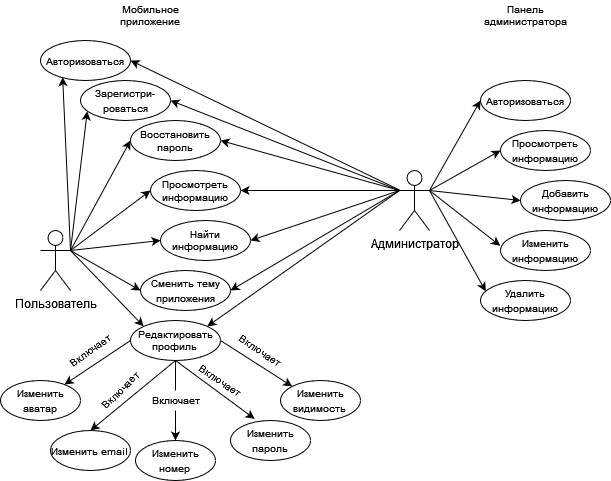 Мобильное
приложение
Панель
администратора
Авторизоваться
Зарегистри-
роваться
Восстановить
пароль
Просмотреть
информацию
Найти
информацию
Сменить тему
приложения
Редактировать
профиль
Пользователь
Администратор
Авторизоваться
Просмотреть
информацию
Добавить
информацию
Изменить
информацию
Удалить
информацию
Включает
Включает
Включает
Включает
Включает
Изменить
аватар
Изменить email
Изменить
номер
Изменить
пароль
Изменить
видимость